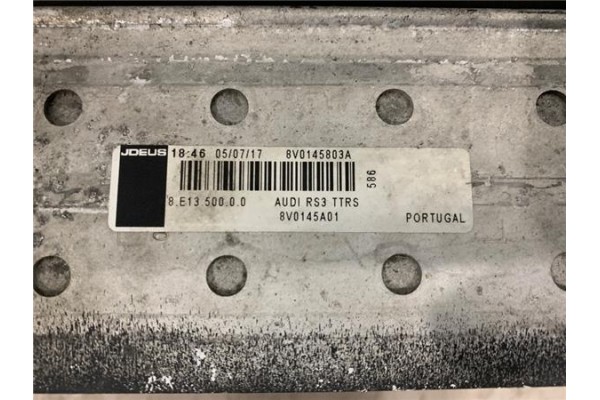 JDEUS 18:46 05/07/17 8V0145803A
586
8.E13 500.0.0 AUDI RS3 TTRS
8V0145A01 PORTUGAL